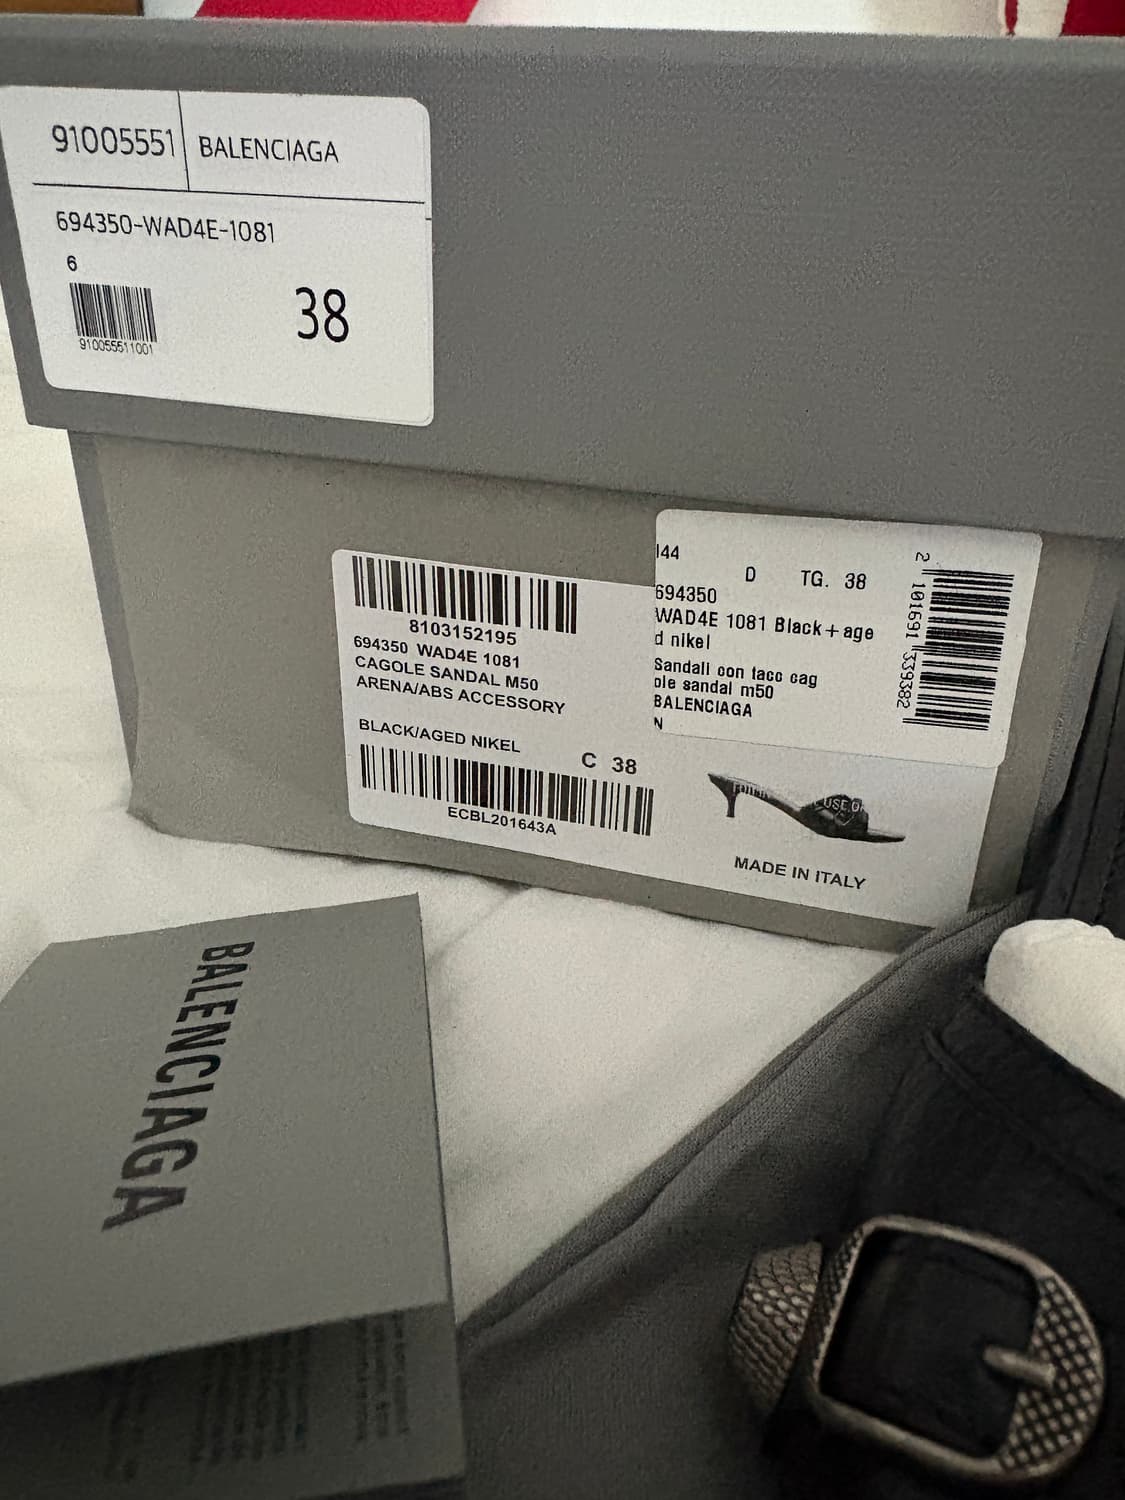 91005551 BALENCIAGA
694350-WAD4E-1081
6
38
910055511001
8103152195
694350 WAD4E 1081
CAGOLE SANDAL M50
ARENA/ABS ACCESSORY
BLACK/AGED NIKEL
C 38
ECBL201643A
MADE IN ITALY
I44
D TG. 38
694350
WAD4E 1081 Black+age
d nikel
Sandali con tacc cag
ole sandal m50
BALENCIAGA
N
2 101691 339382
USE O
BALENCIAGA